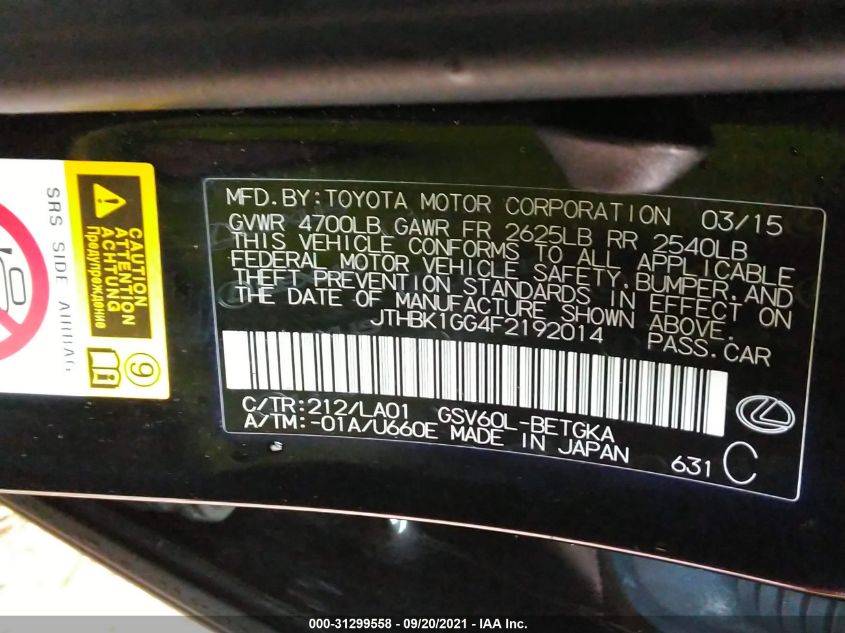 SRS SIDE AIRBAG
CAUTION
ATTENTION
ACHTUNG
Предупреждению
9
MFD.BY:TOYOTA MOTOR CORPORATION 03/15
GVWR 4700LB GAWR FR 2625LB RR 2540LB
THIS VEHICLE CONFORMS TO ALL APPLICABLE
FEDERAL MOTOR VEHICLE SAFETY,BUMPER,AND
THEFT PREVENTION STANDARDS IN EFFECT ON
THE DATE OF MANUFACTURE SHOWN ABOVE.
JTHBK1GG4F2192014 PASS.CAR
C/TR:212/LA01 GSV60L-BETGKA
A/TM:-01A/U660E MADE IN JAPAN 631 C
000-31299558 - 09/20/2021 - IAA Inc.